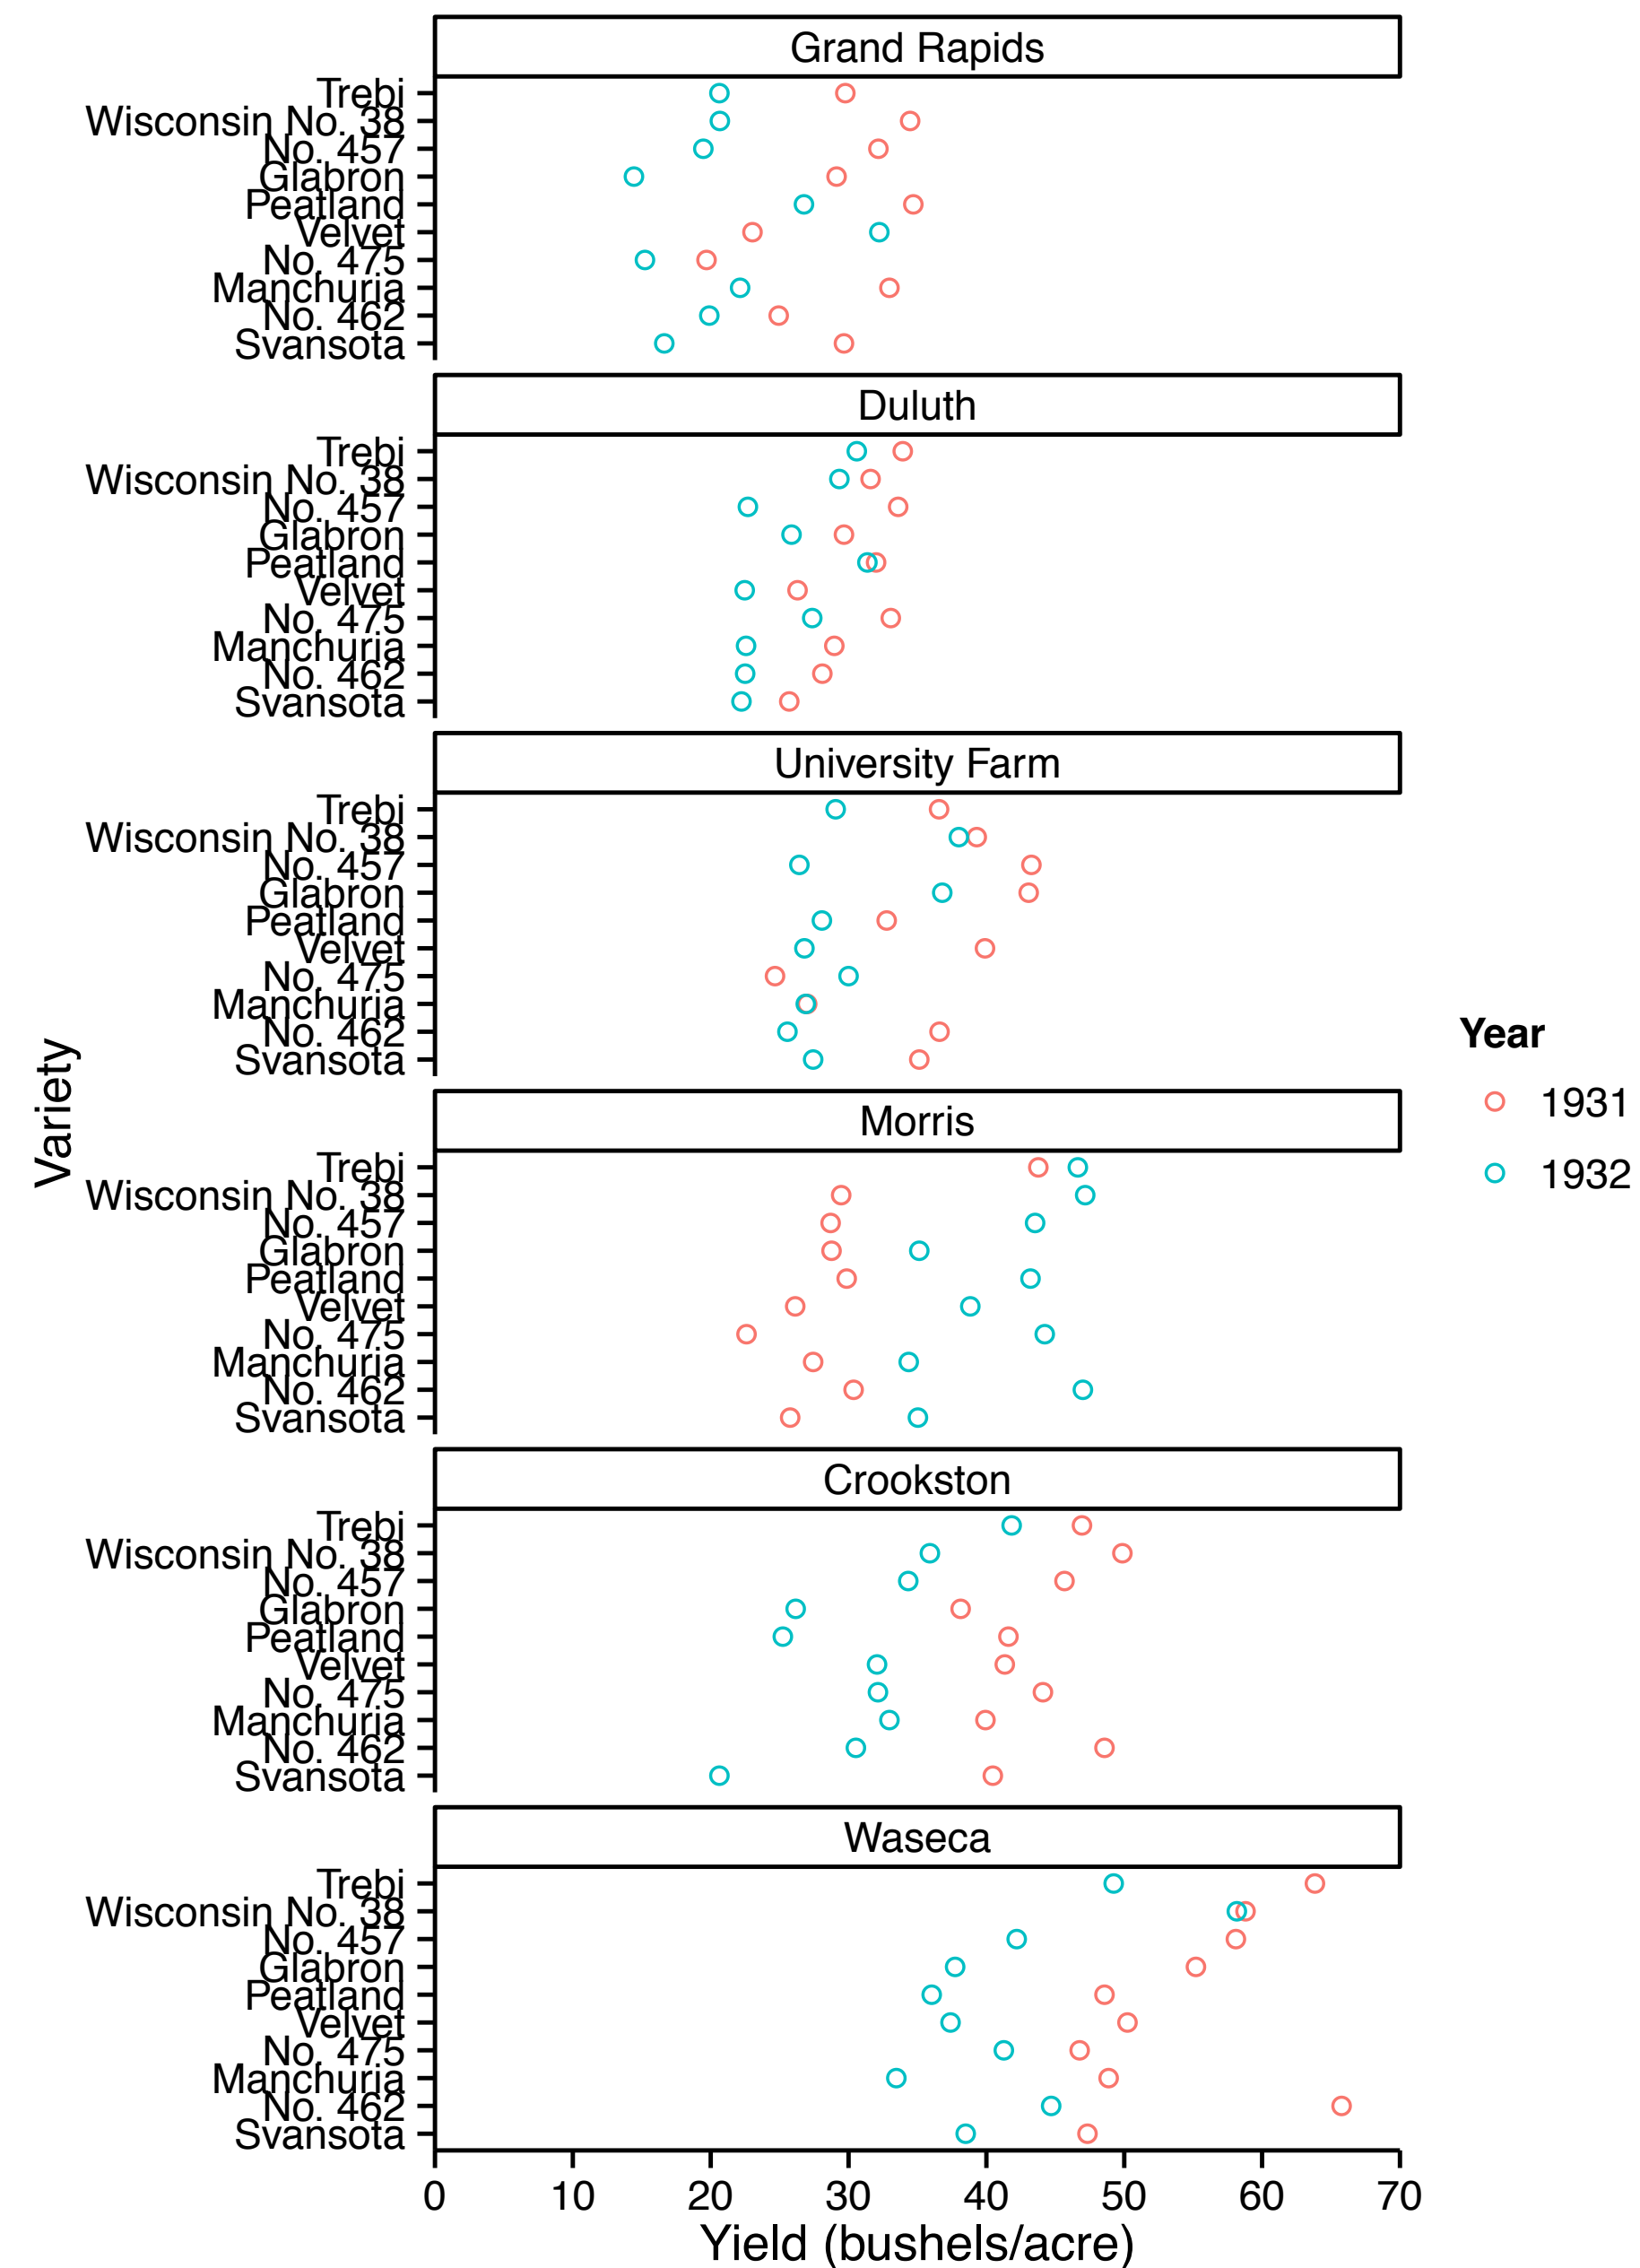 Grand Rapids
Trebi
Wisconsin No. 38
No. 457
Glabron
Peatland
Velvet
No. 475
Manchuria
No. 462
Svansota
Duluth
Trebi
Wisconsin No. 38
No. 457
Glabron
Peatland
Velvet
No. 475
Manchuria
No. 462
Svansota
University Farm
Trebi
Wisconsin No. 38
No. 457
Glabron
Peatland
Velvet
No. 475
Manchuria
No. 462
Svansota
Morris
Trebi
Wisconsin No. 38
No. 457
Glabron
Peatland
Velvet
No. 475
Manchuria
No. 462
Svansota
Crookston
Trebi
Wisconsin No. 38
No. 457
Glabron
Peatland
Velvet
No. 475
Manchuria
No. 462
Svansota
Waseca
Trebi
Wisconsin No. 38
No. 457
Glabron
Peatland
Velvet
No. 475
Manchuria
No. 462
Svansota
0 10 20 30 40 50 60 70
Yield (bushels/acre)
Variety
Year
1931
1932